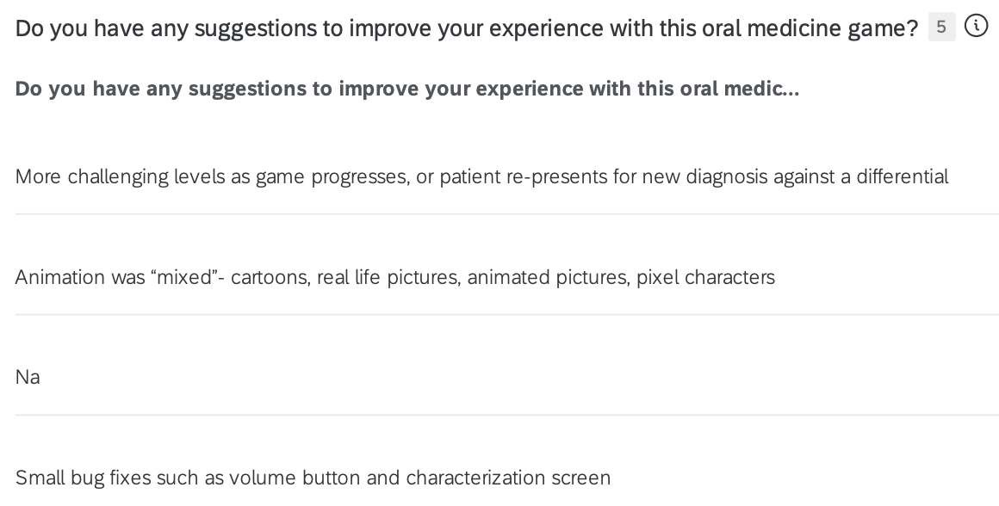 Do you have any suggestions to improve your experience with this oral medicine game? 5
Do you have any suggestions to improve your experience with this oral medic...
More challenging levels as game progresses, or patient re-presents for new diagnosis against a differential
Animation was “mixed”- cartoons, real life pictures, animated pictures, pixel characters
Na
Small bug fixes such as volume button and characterization screen